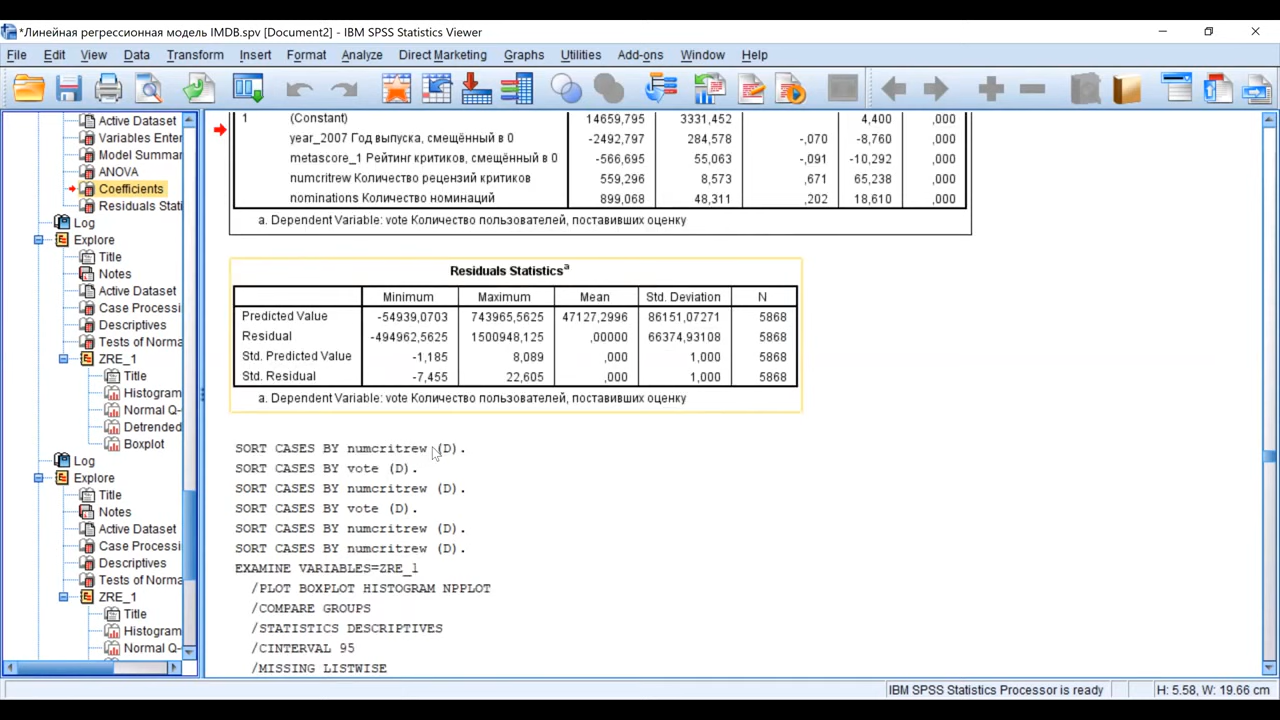 *Линейная регрессионная модель IMDB.spv [Document2] - IBM SPSS Statistics Viewer
File Edit View Data Transform Insert Format Analyze Direct Marketing Graphs Utilities Add-ons Window Help
Active Dataset
Variables Enter
Model Summar
ANOVA
Coefficients
Residuals Stati
Log
Explore
Title
Notes
Active Dataset
Case Processi
Descriptives
Tests of Norma
ZRE_1
Title
Histogram
Normal Q-
Detrended
Boxplot
Log
Explore
Title
Notes
Active Dataset
Case Processi
Descriptives
Tests of Norma
ZRE_1
Title
Histogram
Normal Q-
1 (Constant) 14659,795 3331,452 4,400 ,000
year_2007 Год выпуска, смещённый в 0 -2492,797 284,578 -,070 -8,760 ,000
metascore_1 Рейтинг критиков, смещённый в 0 -566,695 55,063 -,091 -10,292 ,000
numcritrew Количество рецензий критиков 559,296 8,573 ,671 65,238 ,000
nominations Количество номинаций 899,068 48,311 ,202 18,610 ,000
a. Dependent Variable: vote Количество пользователей, поставивших оценку
Residuals Statisticsa
Minimum Maximum Mean Std. Deviation N
Predicted Value -54939,0703 743965,5625 47127,2996 86151,07271 5868
Residual -494962,5625 1500948,125 ,00000 66374,93108 5868
Std. Predicted Value -1,185 8,089 ,000 1,000 5868
Std. Residual -7,455 22,605 ,000 1,000 5868
a. Dependent Variable: vote Количество пользователей, поставивших оценку
SORT CASES BY numcritrew (D).
SORT CASES BY vote (D).
SORT CASES BY numcritrew (D).
SORT CASES BY vote (D).
SORT CASES BY numcritrew (D).
SORT CASES BY numcritrew (D).
EXAMINE VARIABLES=ZRE_1
/PLOT BOXPLOT HISTOGRAM NPPLOT
/COMPARE GROUPS
/STATISTICS DESCRIPTIVES
/CINTERVAL 95
/MISSING LISTWISE
IBM SPSS Statistics Processor is ready H: 5.58, W: 19.66 cm